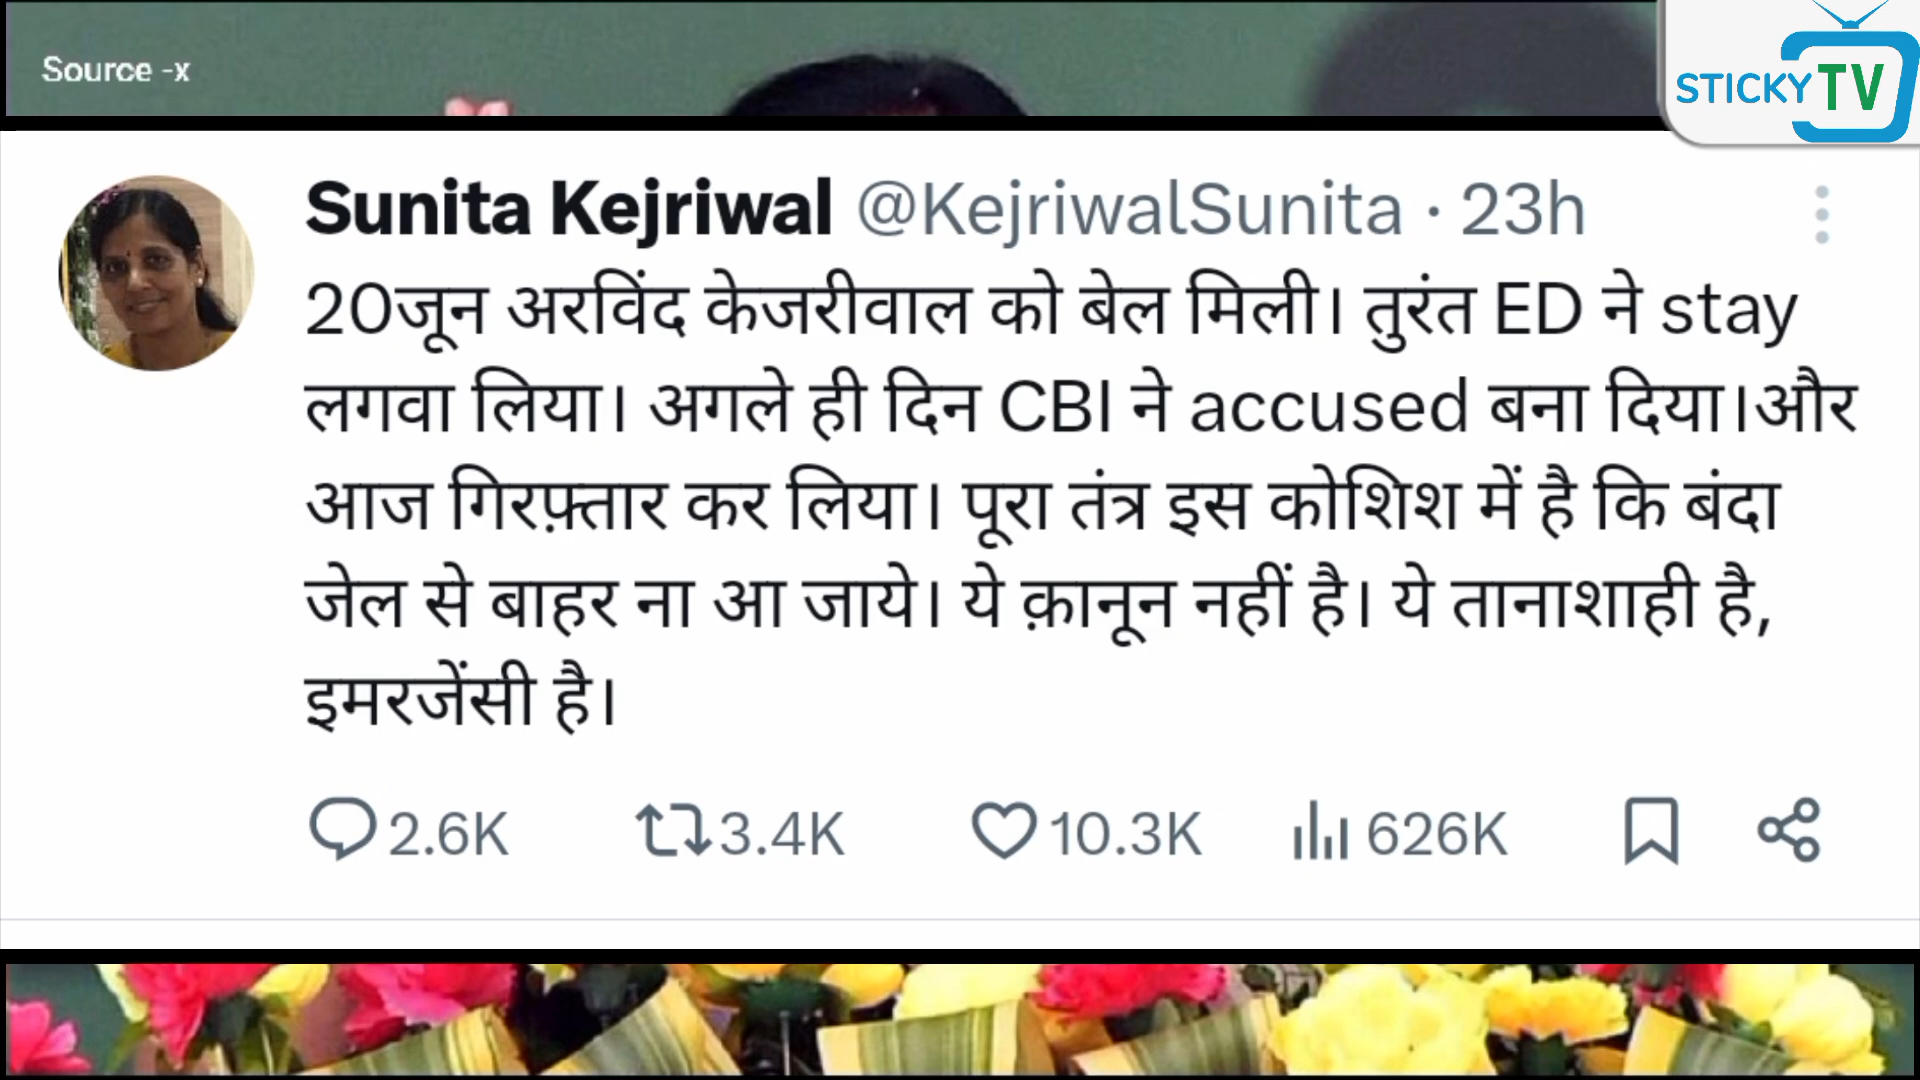 Source -x
STICKY TV
Sunita Kejriwal @KejriwalSunita · 23h
20जून अरविंद केजरीवाल को बेल मिली। तुरंत ED ने stay
लगवा लिया। अगले ही दिन CBI ने accused बना दिया।और
आज गिरफ़्तार कर लिया। पूरा तंत्र इस कोशिश में है कि बंदा
जेल से बाहर ना आ जाये। ये क़ानून नहीं है। ये तानाशाही है,
इमरजेंसी है।
2.6K 3.4K 10.3K 626K